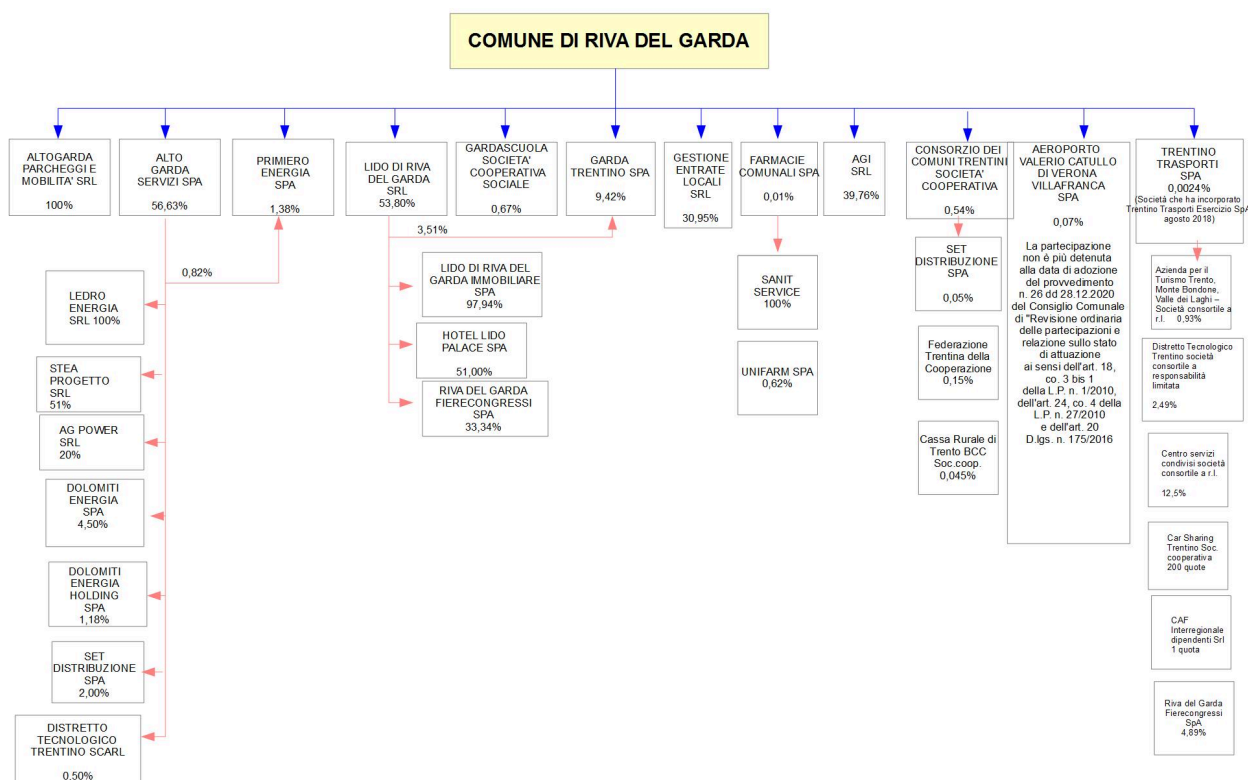 COMUNE DI RIVA DEL GARDA
ALTOGARDA
PARCHEGGI E
MOBILITA' SRL
100%
ALTO
GARDA
SERVIZI SPA
56,63%
PRIMIERO
ENERGIA
SPA
1,38%
LIDO DI RIVA
DEL GARDA
SRL
53,80%
GARDASCUOLA
SOCIETA'
COOPERATIVA
SOCIALE
0,67%
GARDA
TRENTINO SPA
9,42%
GESTIONE
ENTRATE
LOCALI
SRL
30,95%
FARMACIE
COMUNALI SPA
0,01%
AGI
SRL
39,76%
CONSORZIO DEI
COMUNI TRENTINI
SOCIETA'
COOPERATIVA
0,54%
AEROPORTO
VALERIO CATULLO
DI VERONA
VILLAFRANCA
SPA
0,07%
La partecipazione
non è più detenuta
alla data di adozione
del provvedimento
n. 26 dd 28.12.2020
del Consiglio Comunale
di "Revisione ordinaria
delle partecipazioni e
relazione sullo stato
di attuazione
ai sensi dell'art. 18,
co. 3 bis 1
della L.P. n. 1/2010,
dell'art. 24, co. 4 della
L.P. n. 27/2010
e dell'art. 20
D.lgs. n. 175/2016
TRENTINO
TRASPORTI
SPA
0,0024%
(Società che ha incorporato
Trentino Trasporti Esercizio SpA
agosto 2018)
0,82%
LEDRO
ENERGIA
SRL 100%
STEA
PROGETTO
SRL
51%
AG POWER
SRL
20%
DOLOMITI
ENERGIA
SPA
4,50%
DOLOMITI
ENERGIA
HOLDING
SPA
1,18%
SET
DISTRIBUZIONE
SPA
2,00%
DISTRETTO
TECNOLOGICO
TRENTINO SCARL
0.50%
3,51%
LIDO DI RIVA DEL
GARDA IMMOBILIARE
SPA
97,94%
HOTEL LIDO
PALACE SPA
51,00%
RIVA DEL GARDA
FIERECONGRESSI
SPA
33,34%
SANIT
SERVICE
100%
UNIFARM SPA
0,62%
SET
DISTRIBUZIONE
SPA
0,05%
Federazione
Trentina della
Cooperazione
0,15%
Cassa Rurale di
Trento BCC
Soc.coop.
0,045%
Azienda per il
Turismo Trento,
Monte Bondone,
Valle dei Laghi –
Società consortile a
r.l. 0,93%
Distretto Tecnologico
Trentino società
consortile a
responsabilità
limitata
2,49%
Centro servizi
condivisi società
consortile a r.l.
12,5%
Car Sharing
Trentino Soc.
cooperativa
200 quote
CAF
Interregionale
dipendenti Srl
1 quota
Riva del Garda
Fierecongressi
SpA
4,89%